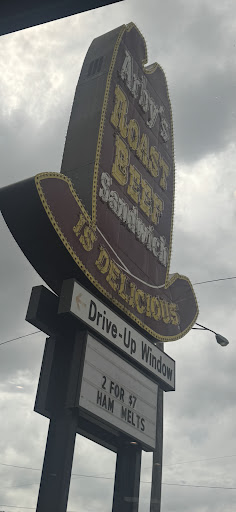 Arby's
ROAST
BEEF
Sandwich
IS DELICIOUS
Drive-Up Window
2 FOR $7
HAM MELTS